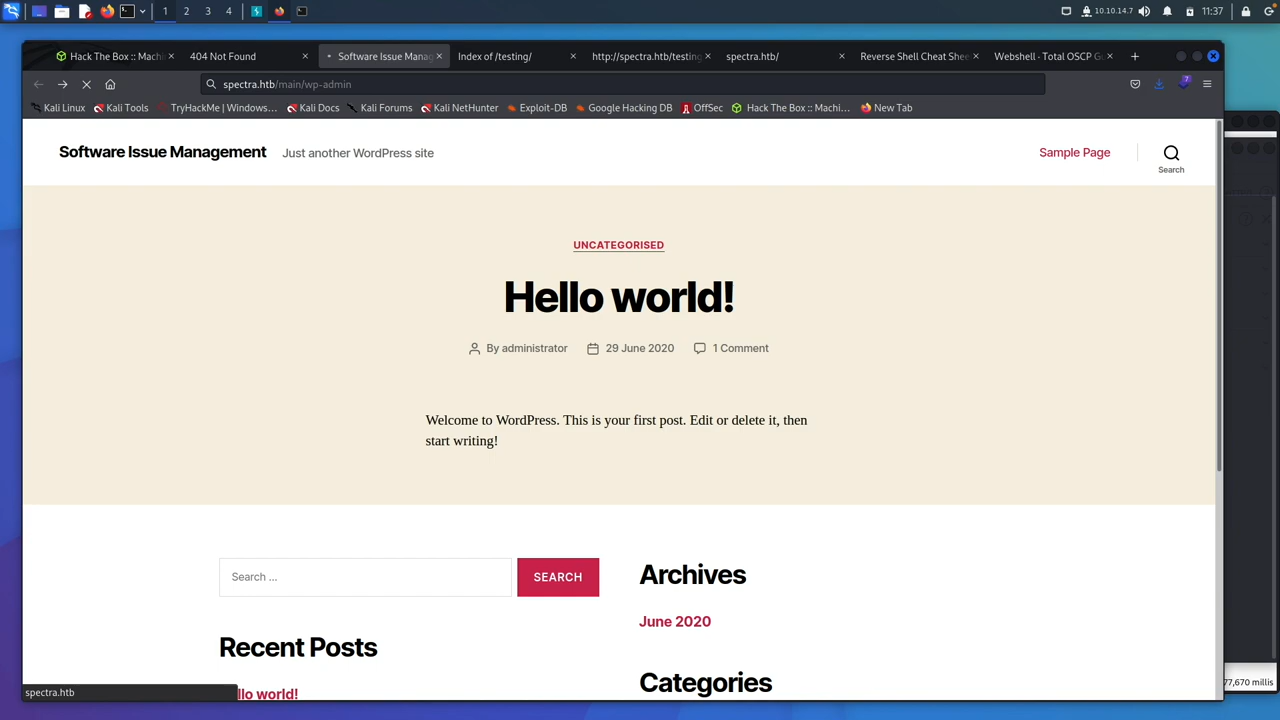 1 2 3 4 10.10.14.7 11:37
Hack The Box :: Machin 404 Not Found Software Issue Manag Index of /testing/ http://spectra.htb/testing spectra.htb/ Reverse Shell Cheat Shee Webshell - Total OSCP Gu
spectra.htb/main/wp-admin 7
Kali Linux Kali Tools TryHackMe | Windows... Kali Docs Kali Forums Kali NetHunter Exploit-DB Google Hacking DB OffSec Hack The Box :: Machi... New Tab
Software Issue Management Just another WordPress site Sample Page
Search
UNCATEGORISED
Hello world!
By administrator 29 June 2020 1 Comment
Welcome to WordPress. This is your first post. Edit or delete it, then
start writing!
Search ... SEARCH
Archives
June 2020
Recent Posts
Categories
77,670 millis
spectra.htb llo world!